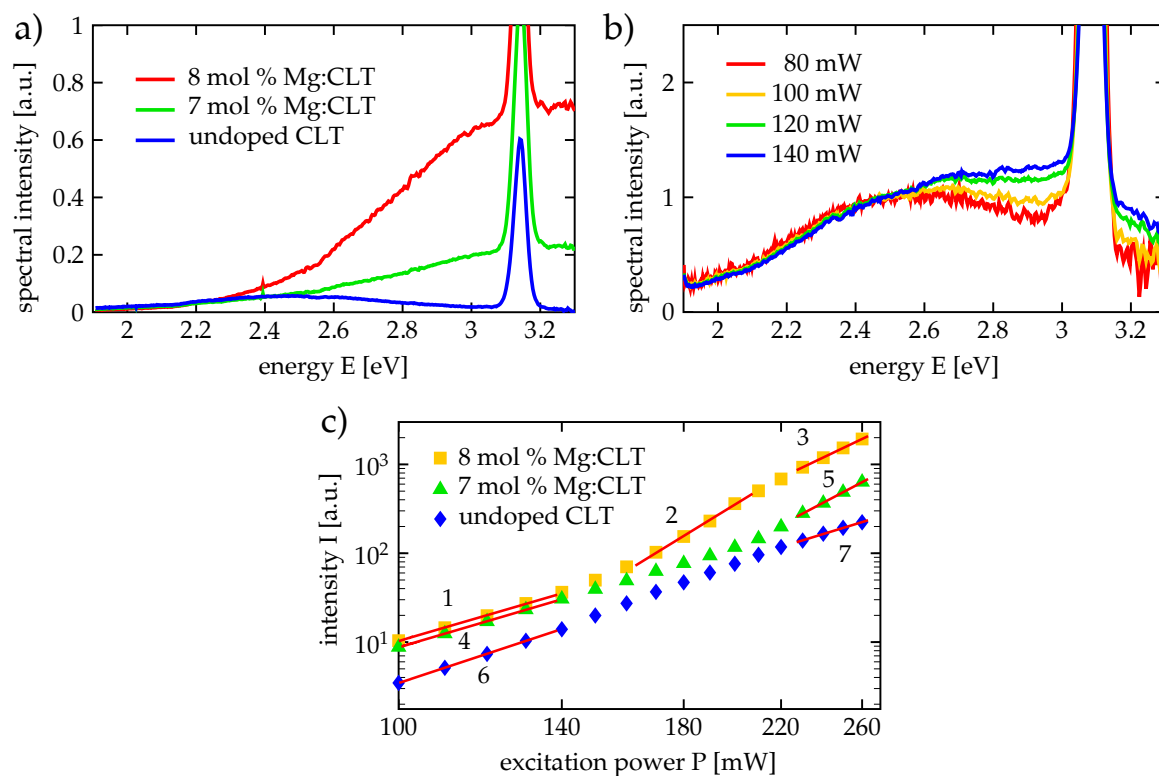 a)
spectral intensity [a.u.]
1
0.8
0.6
0.4
0.2
0
8 mol % Mg:CLT
7 mol % Mg:CLT
undoped CLT
2 2.2 2.4 2.6 2.8 3 3.2
energy E [eV]
b)
spectral intensity [a.u.]
2
1
0
80 mW
100 mW
120 mW
140 mW
2 2.2 2.4 2.6 2.8 3 3.2
energy E [eV]
c)
intensity I [a.u.]
10³
10²
10¹
8 mol % Mg:CLT
7 mol % Mg:CLT
undoped CLT
3
5
2
7
1
4
6
100 140 180 220 260
excitation power P [mW]